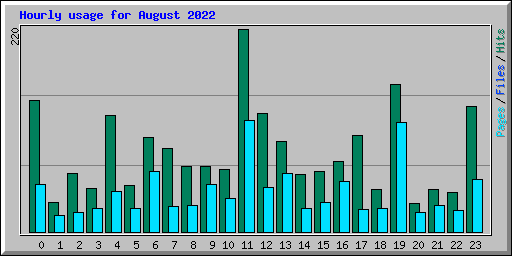 Hourly usage for August 2022
220
Pages / Files / Hits
0 1 2 3 4 5 6 7 8 9 10 11 12 13 14 15 16 17 18 19 20 21 22 23